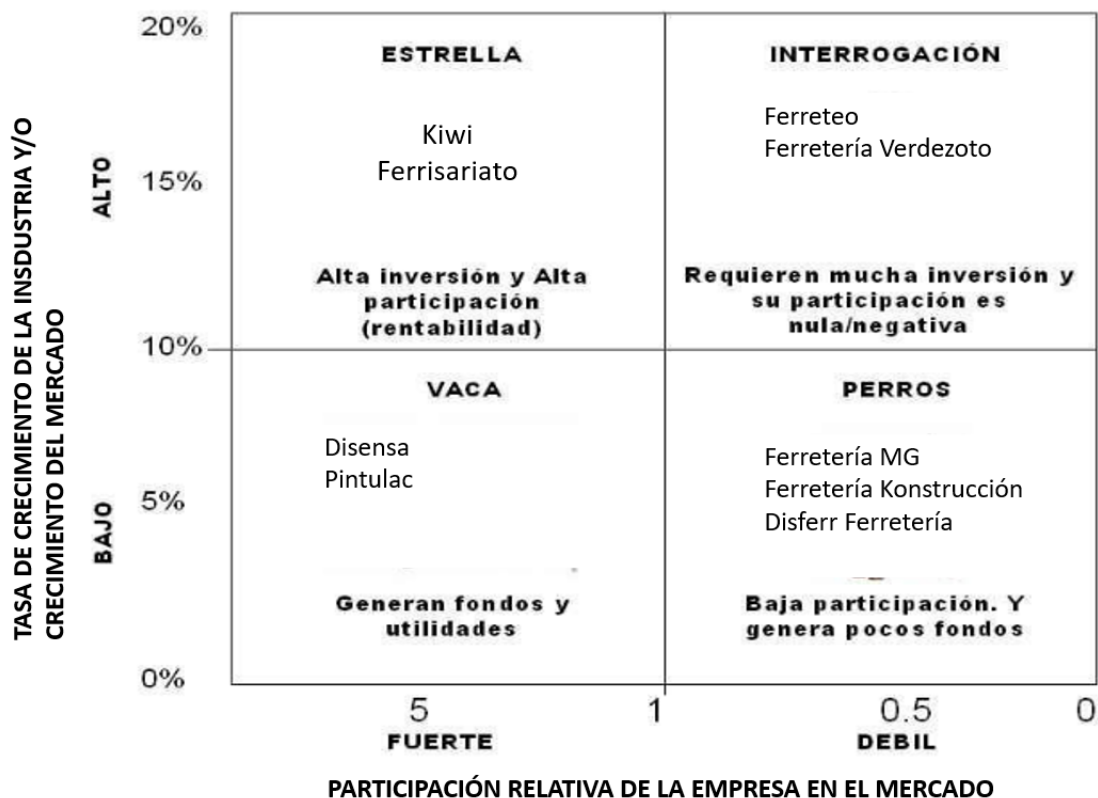 TASA DE CRECIMIENTO DE LA INSDUSTRIA Y/O
CRECIMIENTO DEL MERCADO
ALTO
BAJO
20%
15%
10%
5%
0%
ESTRELLA
Kiwi
Ferrisariato
Alta inversión y Alta
participación
(rentabilidad)
INTERROGACIÓN
Ferreteo
Ferretería Verdezoto
Requieren mucha inversión y
su participación es
nula/negativa
VACA
Disensa
Pintulac
Generan fondos y
utilidades
PERROS
Ferretería MG
Ferretería Konstrucción
Disferr Ferretería
Baja participación. Y
genera pocos fondos
5
1
0.5
0
FUERTE
DEBIL
PARTICIPACIÓN RELATIVA DE LA EMPRESA EN EL MERCADO